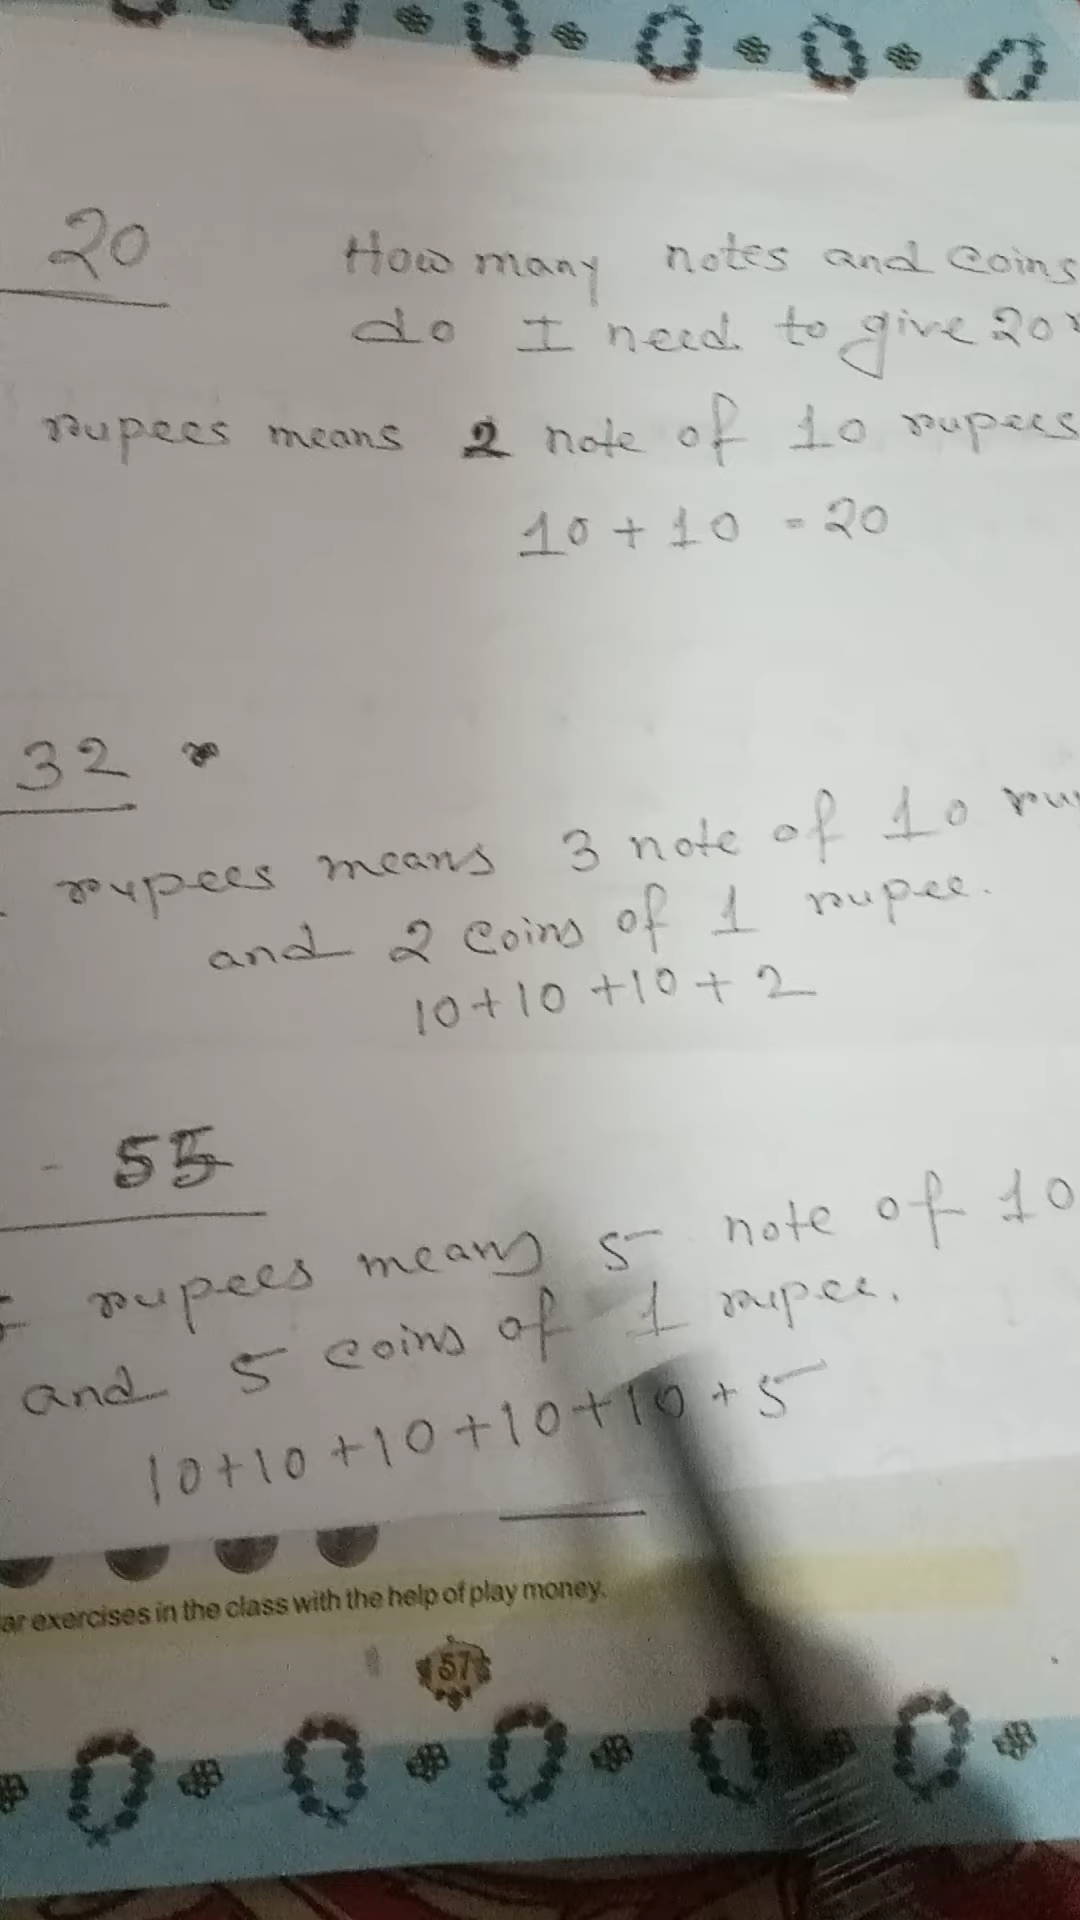 20
How many notes and coins
do I need to give 20
rupees means 2 note of 10 rupees
10 + 10 = 20
32
rupees means 3 note of 10
and 2 coins of 1 rupee.
10+10+10+2
55
rupees means 5 note of 10
and 5 coins of 1 rupee.
10+10+10+10+10+5
exercises in the class with the help of play money.
57